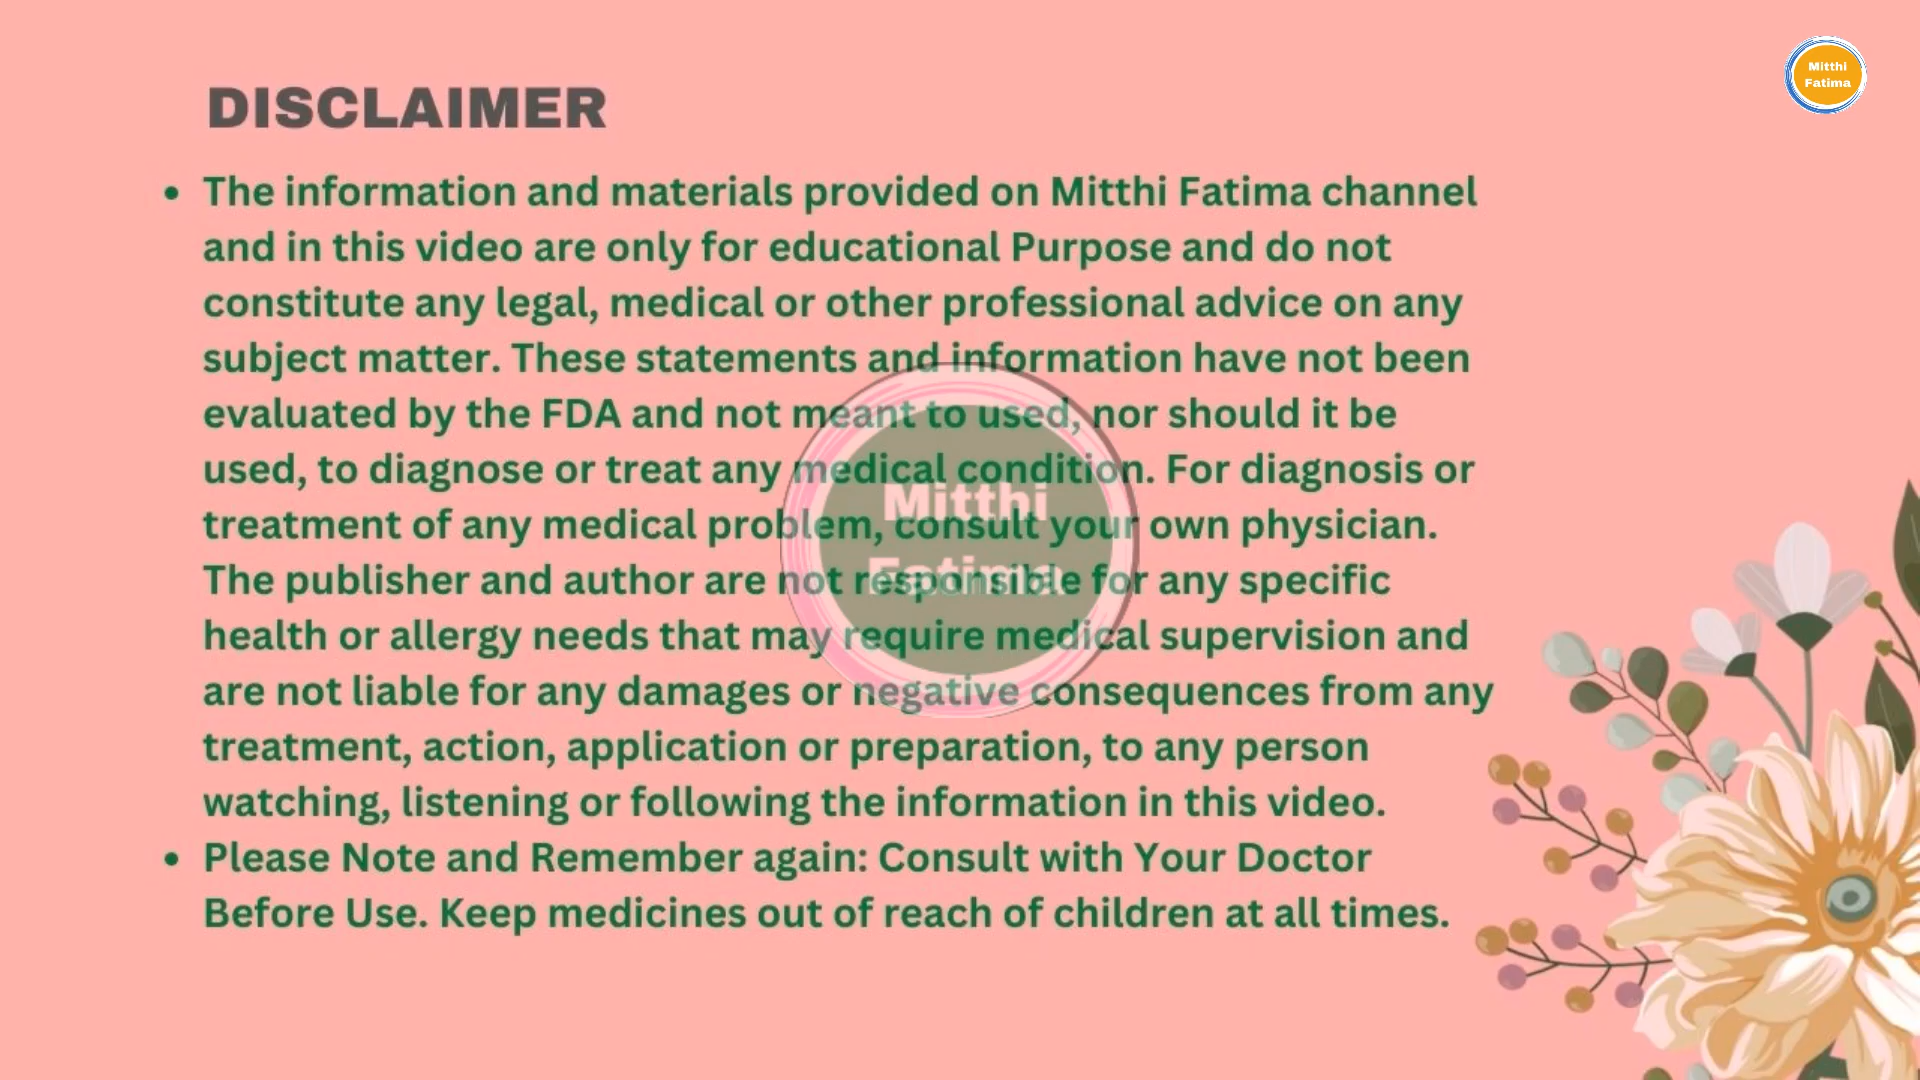 Mitthi
Fatima
DISCLAIMER
• The information and materials provided on Mitthi Fatima channel
and in this video are only for educational Purpose and do not
constitute any legal, medical or other professional advice on any
subject matter. These statements and information have not been
evaluated by the FDA and not meant to used, nor should it be
used, to diagnose or treat any medical condition. For diagnosis or
treatment of any medical problem, consult your own physician.
The publisher and author are not responsible for any specific
health or allergy needs that may require medical supervision and
are not liable for any damages or negative consequences from any
treatment, action, application or preparation, to any person
watching, listening or following the information in this video.
• Please Note and Remember again: Consult with Your Doctor
Before Use. Keep medicines out of reach of children at all times.
Mitthi
Fatima